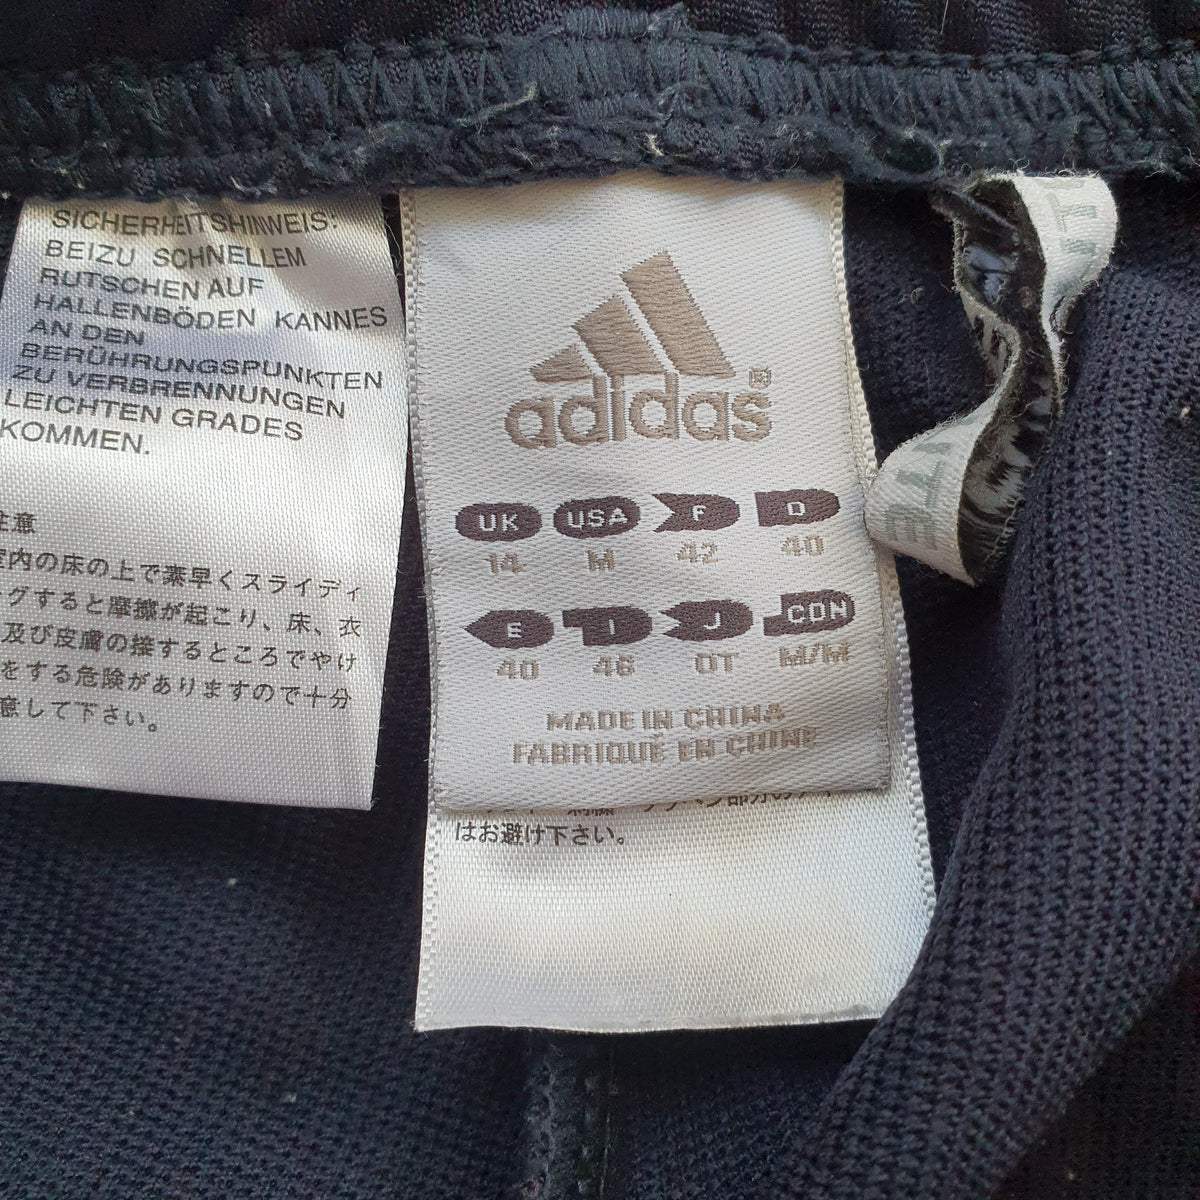 SICHERHEITSHINWEIS:
BEIZU SCHNELLEM
RUTSCHEN AUF
HALLENBÖDEN KANNES
AN DEN
BERÜHRUNGSPUNKTEN
ZU VERBRENNUNGEN
LEICHTEN GRADES
KOMMEN.
注意
室内の床の上で素早くスライディ
ングすると摩擦が起こり、床、衣
及び皮膚の接するところでやけ
をする危険がありますので十分
意して下さい。
adidas®
UK USA F D
14 M 42 40
E I J CDN
40 46 OT M/M
MADE IN CHINA
FABRIQUÉ EN CHINE
はお避け下さい。